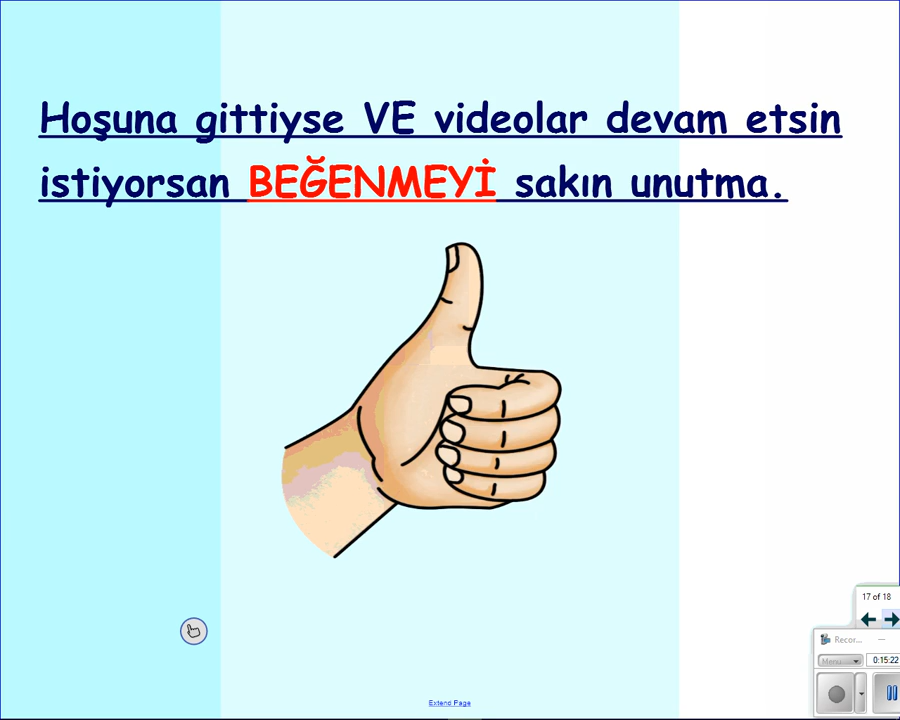 Hoşuna gittiyse VE videolar devam etsin
istiyorsan BEĞENMEYİ sakın unutma.
17 of 18
Recor...
Menu
0:15:22
Extend Page